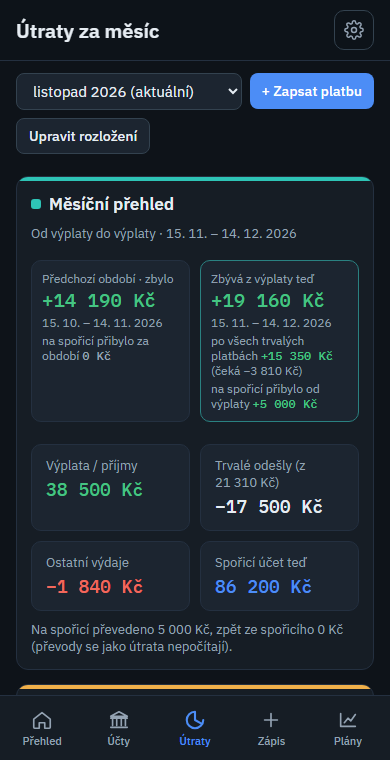 Útraty za měsíc
listopad 2026 (aktuální)
+ Zapsat platbu
Upravit rozložení
Měsíční přehled
Od výplaty do výplaty · 15. 11. – 14. 12. 2026
Předchozí období · zbylo
+14 190 Kč
15. 10. – 14. 11. 2026
na spořicí přibylo za
období 0 Kč
Zbývá z výplaty teď
+19 160 Kč
15. 11. – 14. 12. 2026
po všech trvalých
platbách +15 350 Kč
(čeká −3 810 Kč)
na spořicí přibylo od
výplaty +5 000 Kč
Výplata / příjmy
38 500 Kč
Trvalé odešly (z
21 310 Kč)
−17 500 Kč
Ostatní výdaje
−1 840 Kč
Spořicí účet teď
86 200 Kč
Na spořicí převedeno 5 000 Kč, zpět ze spořicího 0 Kč
(převody se jako útrata nepočítají).
Přehled
Účty
Útraty
Zápis
Plány